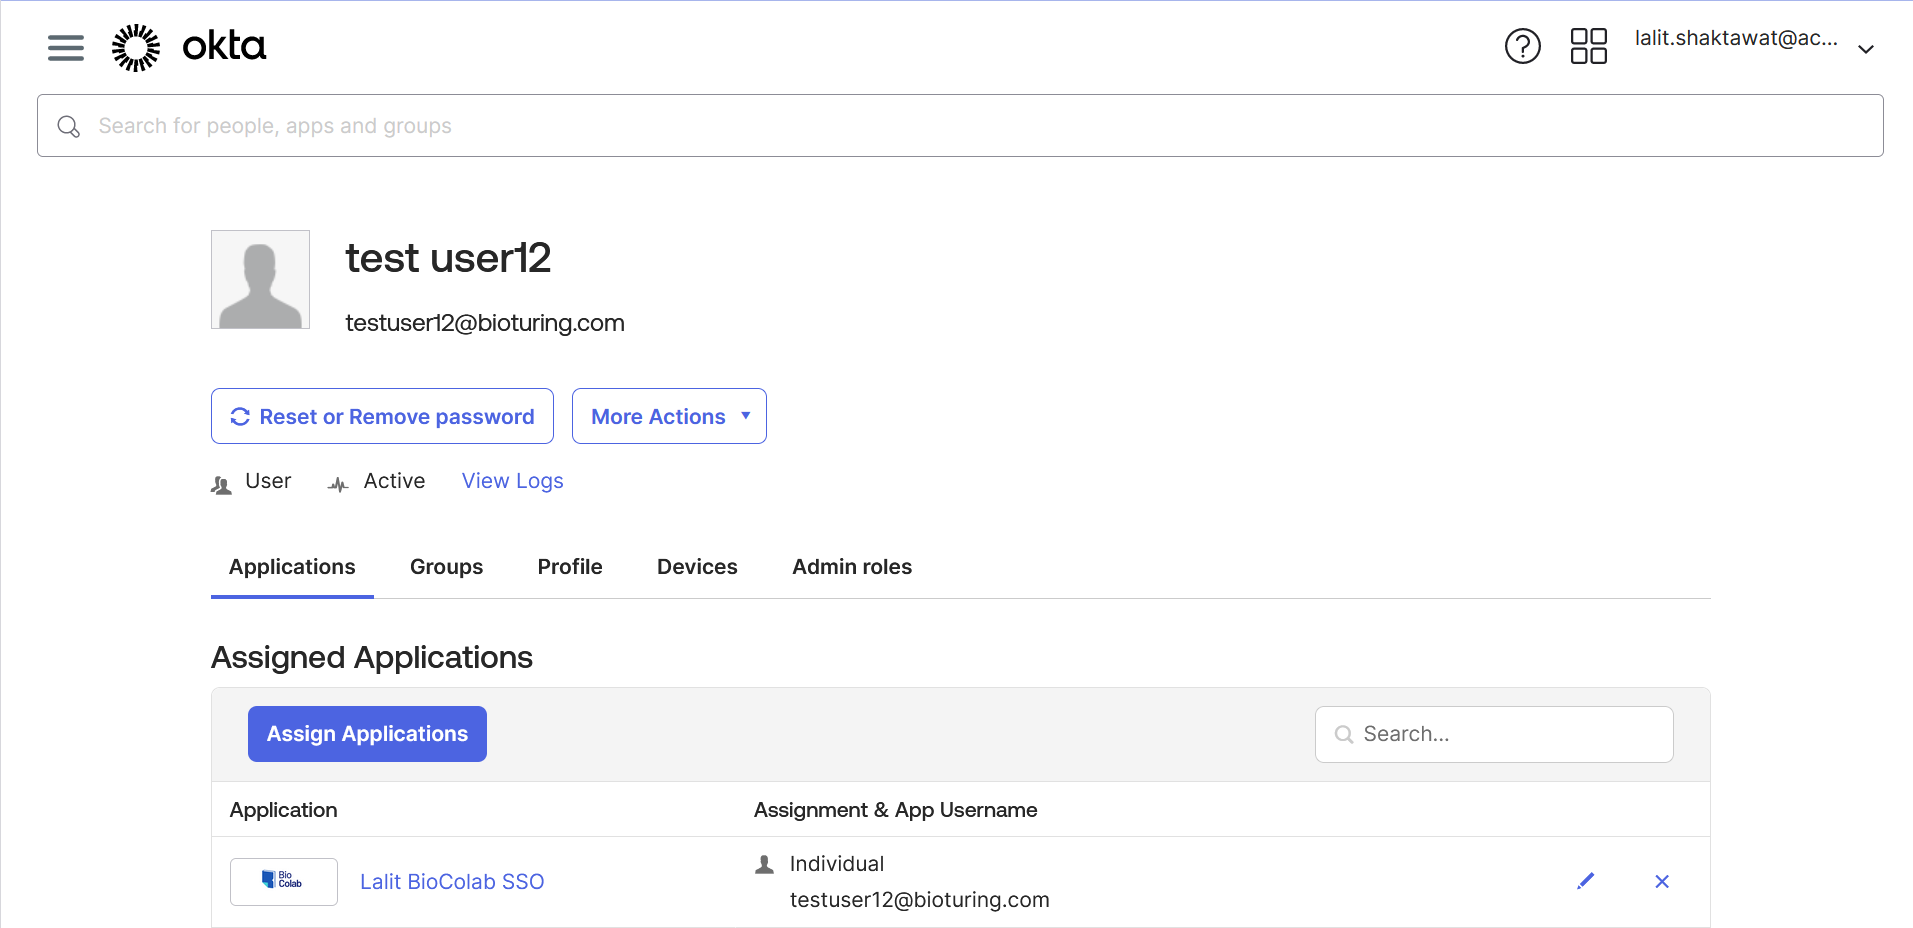 okta
lalit.shaktawat@ac...
Search for people, apps and groups
test user12
testuser12@bioturing.com
Reset or Remove password
More Actions
User
Active
View Logs
Applications
Groups
Profile
Devices
Admin roles
Assigned Applications
Assign Applications
Search...
Application
Assignment & App Username
Bio
Colab
Lalit BioColab SSO
Individual
testuser12@bioturing.com